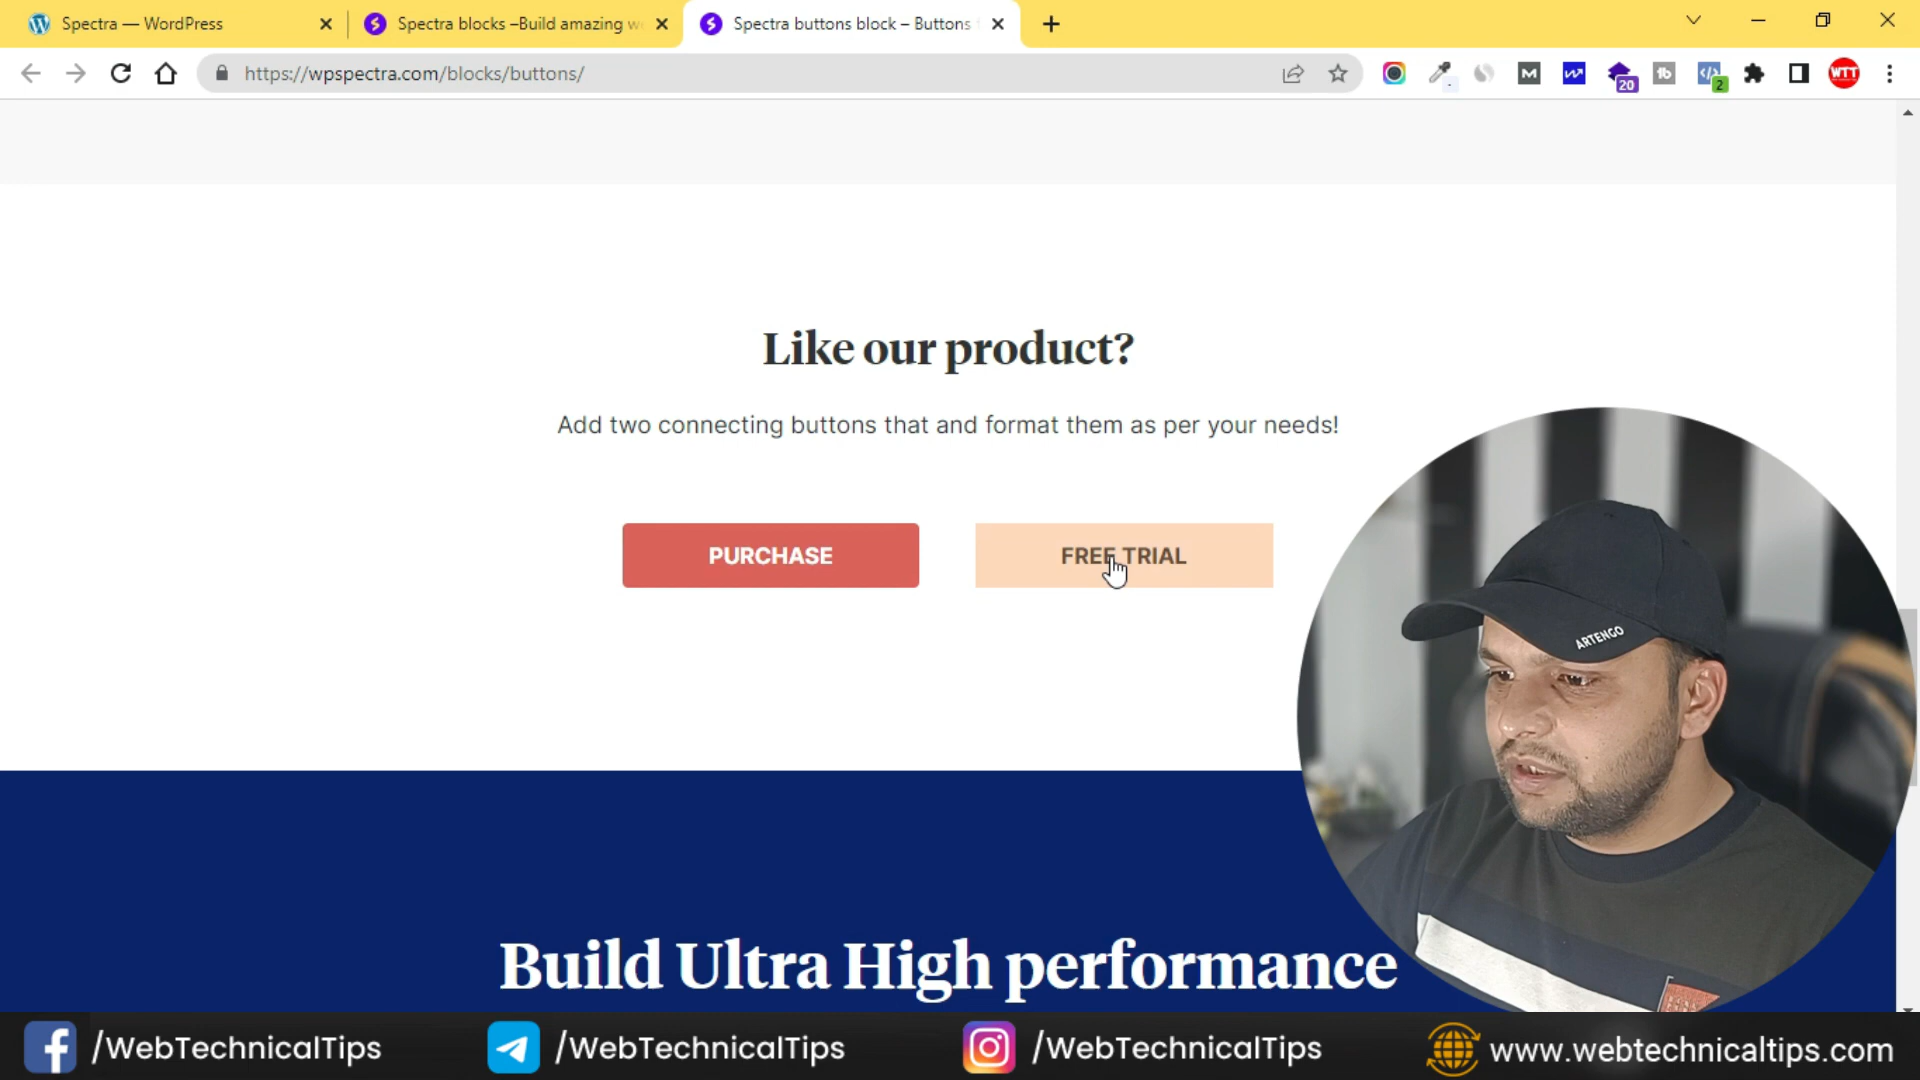 Spectra — WordPress
Spectra blocks –Build amazing w
Spectra buttons block – Buttons
https://wpspectra.com/blocks/buttons/
20
2
WTT
Like our product?
Add two connecting buttons that and format them as per your needs!
PURCHASE
FREE TRIAL
ARTENGO
Build Ultra High performance
/WebTechnicalTips
/WebTechnicalTips
/WebTechnicalTips
www.webtechnicaltips.com